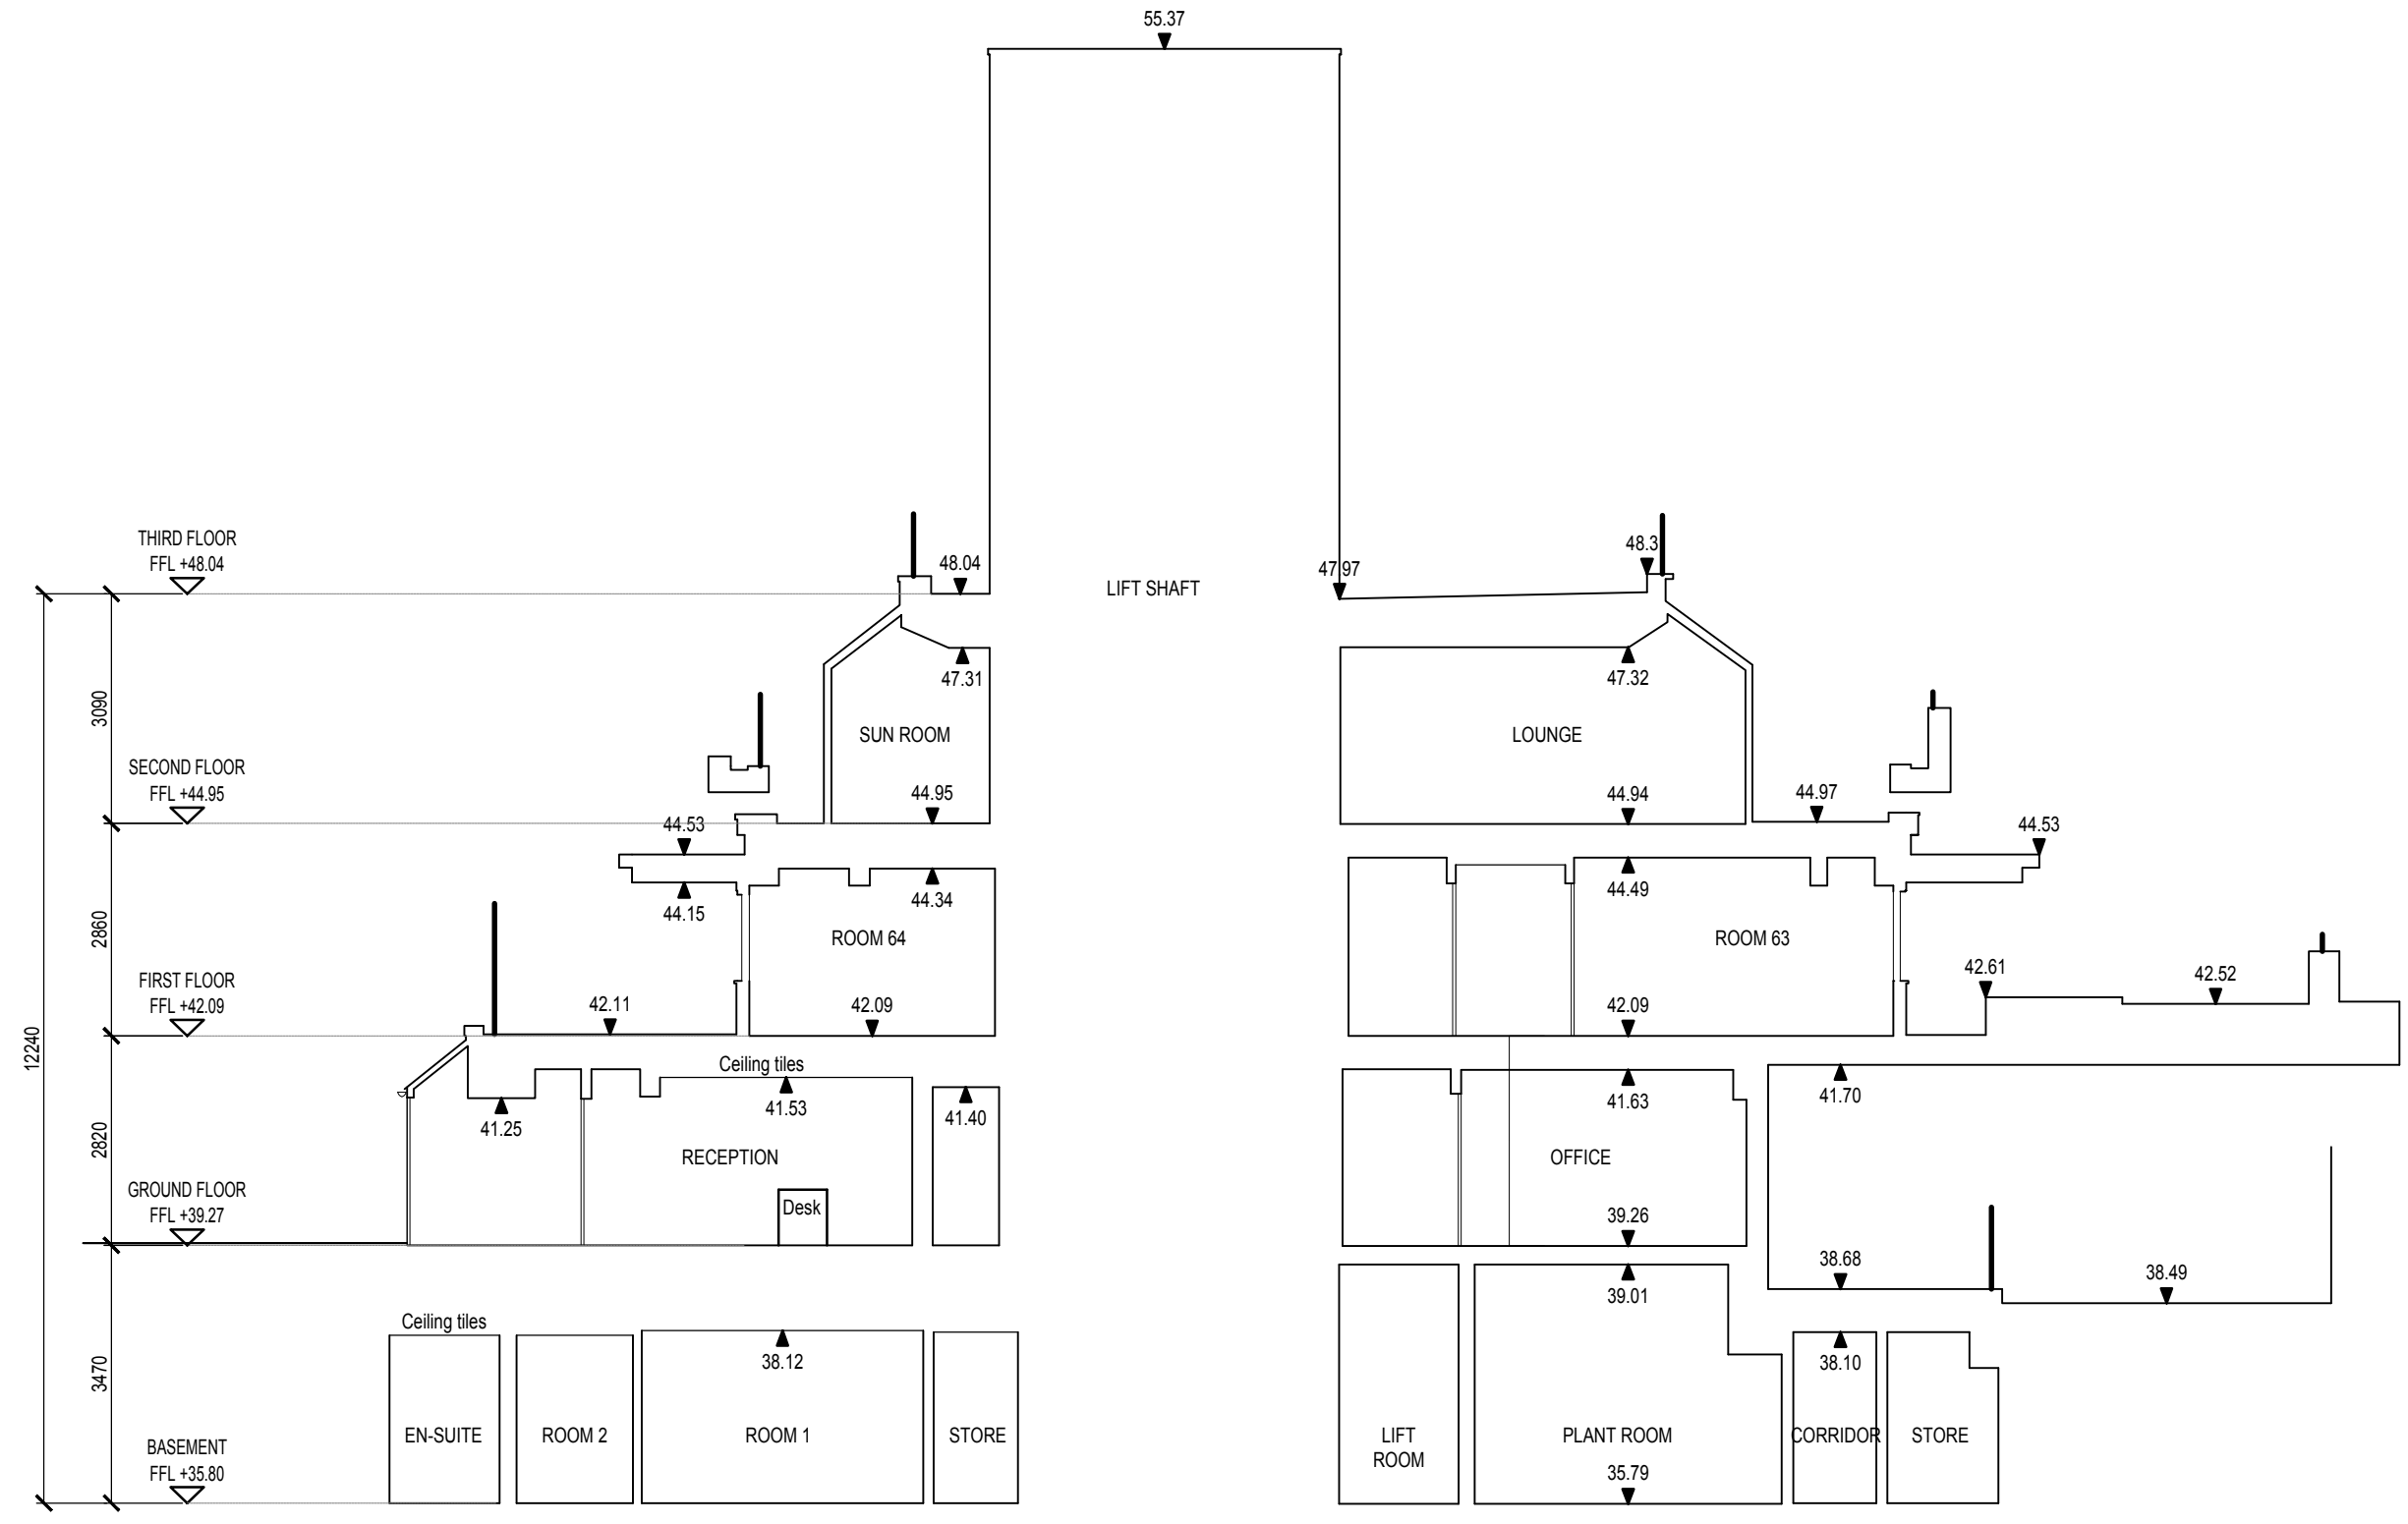 55.37
THIRD FLOOR
FFL +48.04
48.04
LIFT SHAFT
47.97
48.3
47.31
47.32
3090
SUN ROOM
LOUNGE
SECOND FLOOR
FFL +44.95
44.95
44.94
44.97
44.53
44.53
44.15
44.34
44.49
2860
ROOM 64
ROOM 63
FIRST FLOOR
FFL +42.09
42.11
42.09
42.09
42.61
42.52
12240
Ceiling tiles
41.53
41.40
41.63
41.70
41.25
2820
RECEPTION
OFFICE
GROUND FLOOR
FFL +39.27
Desk
39.26
38.68
38.49
39.01
Ceiling tiles
38.12
38.10
3470
EN-SUITE
ROOM 2
ROOM 1
STORE
LIFT
ROOM
PLANT ROOM
CORRIDOR
STORE
BASEMENT
FFL +35.80
35.79